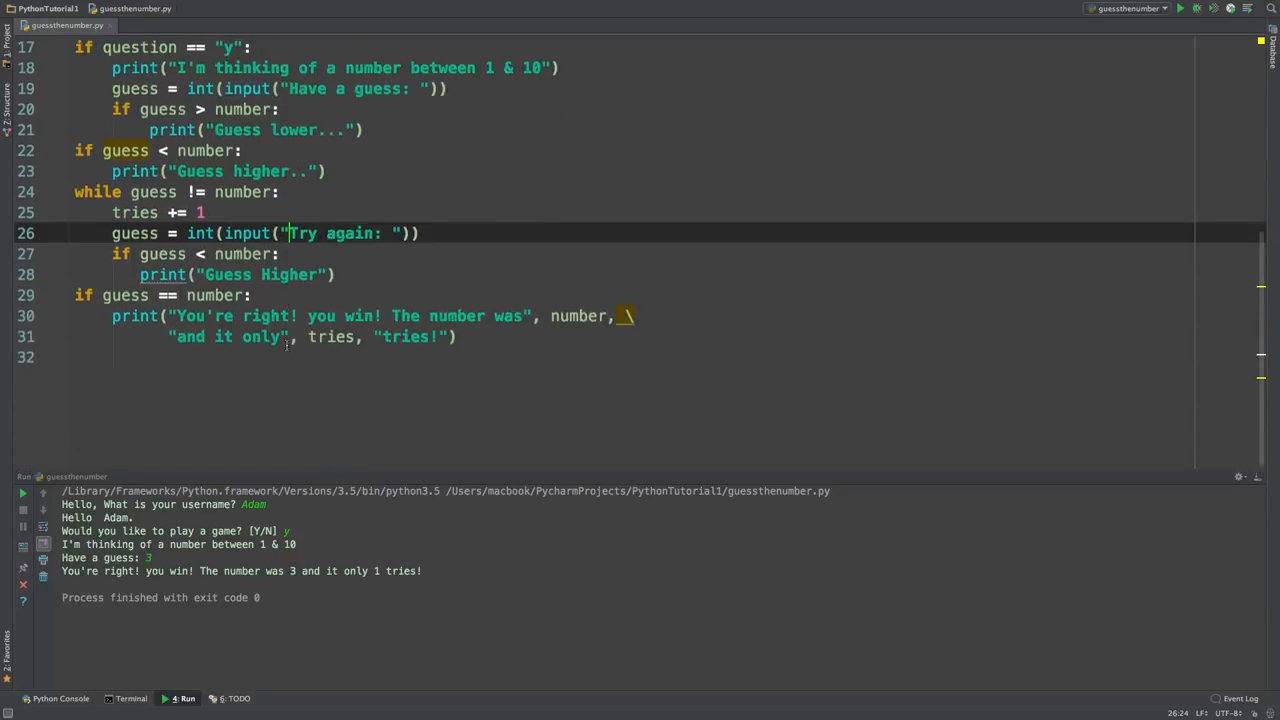 PythonTutorial1 guessthenumber.py guessthenumber
guessthenumber.py
1: Project
Z: Structure
Database
17 if question == "y":
18 print("I'm thinking of a number between 1 & 10")
19 guess = int(input("Have a guess: "))
20 if guess > number:
21 print("Guess lower...")
22 if guess < number:
23 print("Guess higher..")
24 while guess != number:
25 tries += 1
26 guess = int(input("Try again: "))
27 if guess < number:
28 print("Guess Higher")
29 if guess == number:
30 print("You're right! you win! The number was", number, \
31 "and it only", tries, "tries!")
32
Run guessthenumber
/Library/Frameworks/Python.framework/Versions/3.5/bin/python3.5 /Users/macbook/PycharmProjects/PythonTutorial1/guessthenumber.py
Hello, What is your username? Adam
Hello  Adam.
Would you like to play a game? [Y/N] y
I'm thinking of a number between 1 & 10
Have a guess: 3
You're right! you win! The number was 3 and it only 1 tries!
Process finished with exit code 0
2: Favorites
Python Console Terminal 4: Run 6: TODO Event Log
26:24 LF÷ UTF-8÷